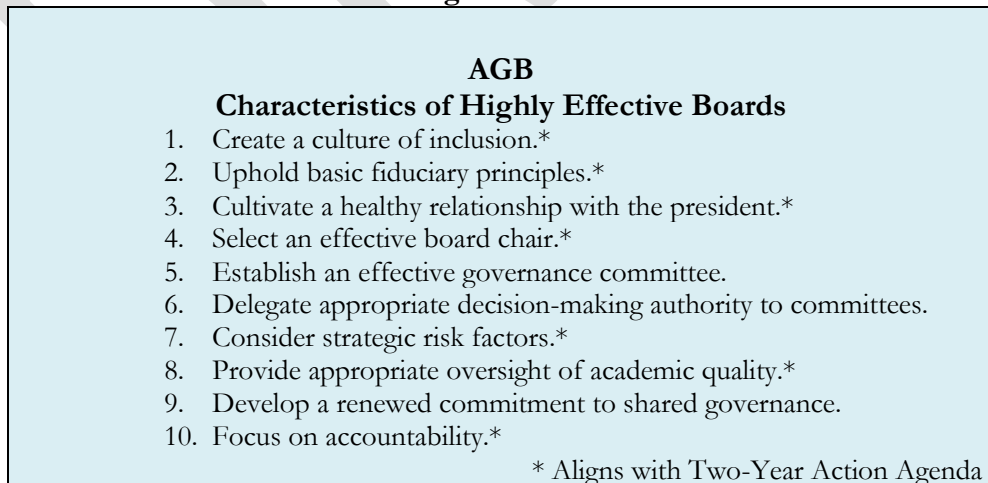 AGB
Characteristics of Highly Effective Boards
1. Create a culture of inclusion.*
2. Uphold basic fiduciary principles.*
3. Cultivate a healthy relationship with the president.*
4. Select an effective board chair.*
5. Establish an effective governance committee.
6. Delegate appropriate decision-making authority to committees.
7. Consider strategic risk factors.*
8. Provide appropriate oversight of academic quality.*
9. Develop a renewed commitment to shared governance.
10. Focus on accountability.*
* Aligns with Two-Year Action Agenda